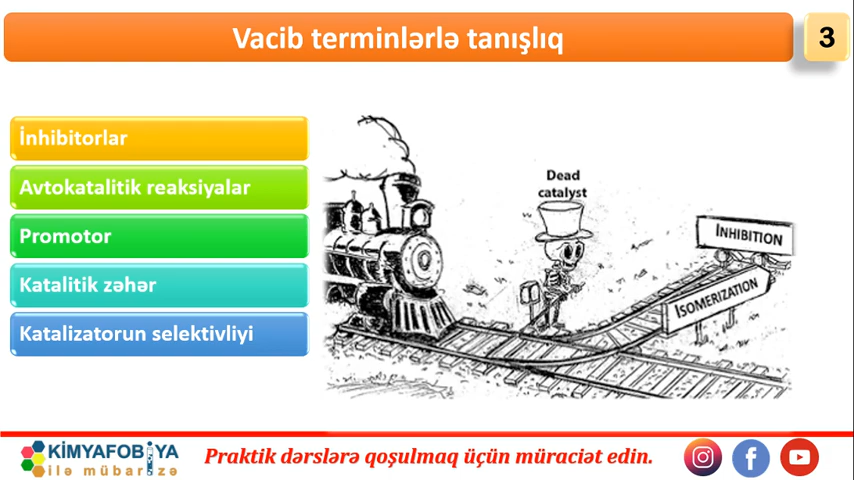 Vacib terminlərlə tanışlıq
3
İnhibitorlar
Avtokatalitik reaksiyalar
Promotor
Katalitik zəhər
Katalizatorun selektivliyi
Dead
catalyst
INHIBITION
ISOMERIZATION
KİMYAFOBİYA
ilə mübarizə
Praktik dərslərə qoşulmaq üçün müraciət edin.